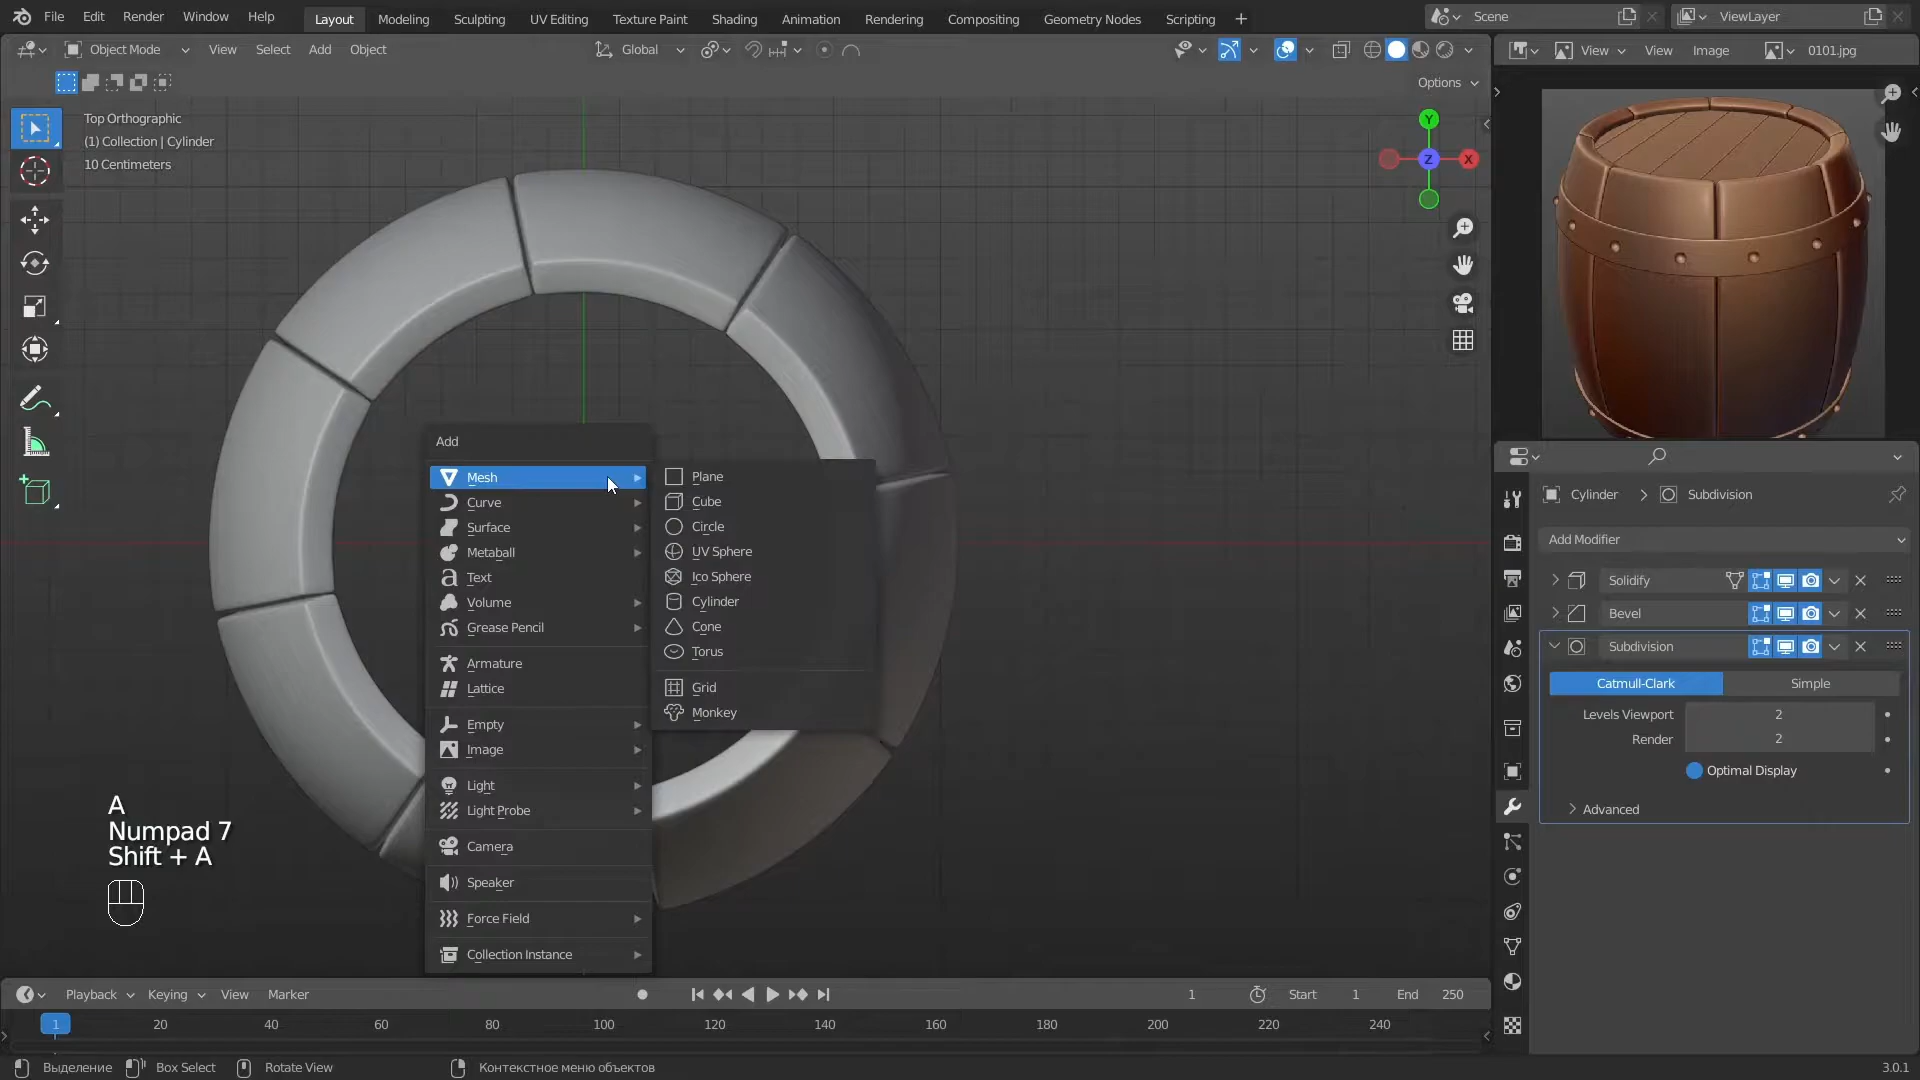 File Edit Render Window Help Layout Modeling Sculpting UV Editing Texture Paint Shading Animation Rendering Compositing Geometry Nodes Scripting Scene ViewLayer
Object Mode View Select Add Object Global View View Image 0101.jpg
Options
Top Orthographic
(1) Collection | Cylinder
10 Centimeters
Y
Z X
Add
Mesh
Curve
Surface
Metaball
Text
Volume
Grease Pencil
Armature
Lattice
Empty
Image
Light
Light Probe
Camera
Speaker
Force Field
Collection Instance
Plane
Cube
Circle
UV Sphere
Ico Sphere
Cylinder
Cone
Torus
Grid
Monkey
Cylinder Subdivision
Add Modifier
Solidify
Bevel
Subdivision
Catmull-Clark Simple
Levels Viewport 2
Render 2
Optimal Display
Advanced
A
Numpad 7
Shift + A
Playback Keying View Marker 1 Start 1 End 250
1 20 40 60 80 100 120 140 160 180 200 220 240
Выделение Box Select Rotate View Контекстное меню объектов 3.0.1